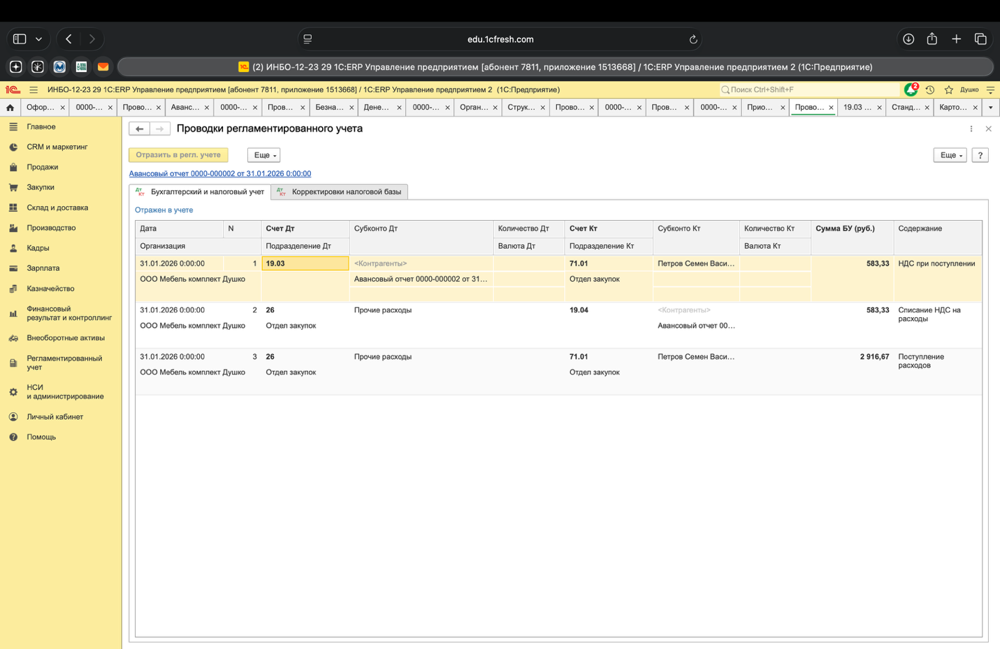 edu.1cfresh.com
(2) ИНБО-12-23 29 1С:ERP Управление предприятием [абонент 7811, приложение 1513668] / 1С:ERP Управление предприятием 2 (1С:Предприятие)
ИНБО-12-23 29 1С:ERP Управление предприятием [абонент 7811, приложение 1513668] / 1С:ERP Управление предприятием 2 (1С:Предприятие)
Поиск Ctrl+Shift+F
2
Душко
Офор... × 0000-... × Прово... × Аванс... × 0000-... × Пров... × Безна... × Дене... × 0000-... × Орган... × Струк... × Прово... × 0000-... × Пров... × 0000-... × Прио... × Прово... × 19.03 ... × Станд... × Карто... ×
Главное
CRM и маркетинг
Продажи
Закупки
Склад и доставка
Производство
Кадры
Зарплата
Казначейство
Финансовый
результат и контроллинг
Внеоборотные активы
Регламентированный
учет
НСИ
и администрирование
Личный кабинет
Помощь
Проводки регламентированного учета
Отразить в регл. учете
Еще
Еще
?
Авансовый отчет 0000-000002 от 31.01.2026 0:00:00
Дт Кт Бухгалтерский и налоговый учет
Дт Кт Корректировки налоговой базы
Отражен в учете
Дата N Счет Дт Субконто Дт Количество Дт Счет Кт Субконто Кт Количество Кт Сумма БУ (руб.) Содержание
Организация Подразделение Дт Валюта Дт Подразделение Кт Валюта Кт
31.01.2026 0:00:00 1 19.03 <Контрагенты> 71.01 Петров Семен Васи... 583,33 НДС при поступлении
ООО Мебель комплект Душко Авансовый отчет 0000-000002 от 31... Отдел закупок
31.01.2026 0:00:00 2 26 Прочие расходы 19.04 <Контрагенты> 583,33 Списание НДС на
расходы
ООО Мебель комплект Душко Отдел закупок Авансовый отчет 00...
31.01.2026 0:00:00 3 26 Прочие расходы 71.01 Петров Семен Васи... 2 916,67 Поступление
расходов
ООО Мебель комплект Душко Отдел закупок Отдел закупок